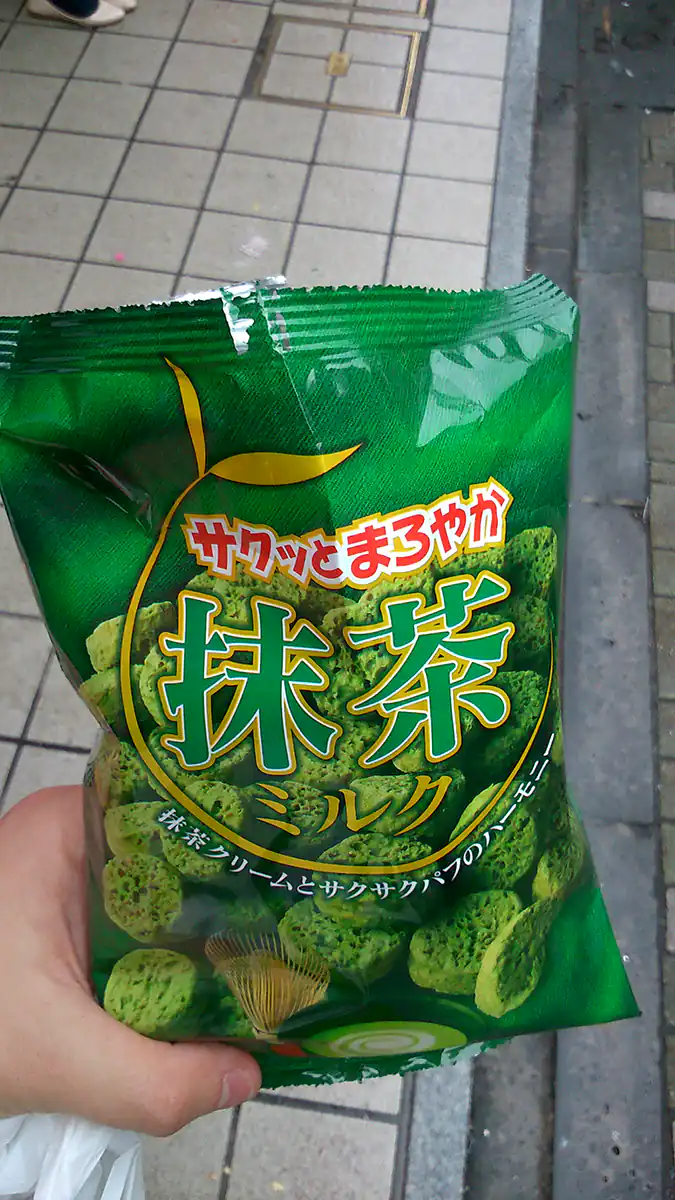 サクッとまろやか
抹茶
ミルク
抹茶クリームとサクサクパフのハーモニー